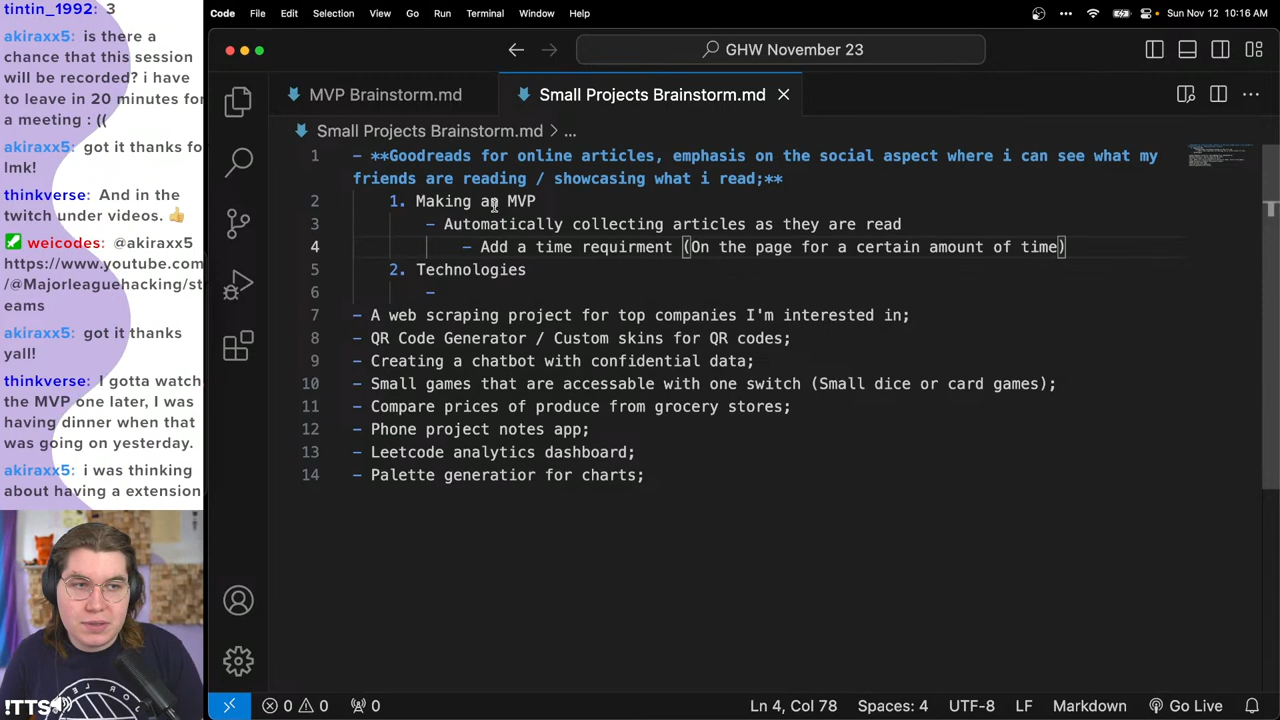 Code File Edit Selection View Go Run Terminal Window Help Sun Nov 12 10:16 AM
tintin_1992: 3
akiraxx5: is there a
chance that this session
will be recorded? i have
to leave in 20 minutes for
a meeting : ((
akiraxx5: got it thanks fo
lmk!
thinkverse: And in the
twitch under videos. 👍
weicodes: @akiraxx5
https://www.youtube.com
/@Majorleaguehacking/st
eams
akiraxx5: got it thanks
yall!
thinkverse: I gotta watch
the MVP one later, I was
having dinner when that
was going on yesterday.
akiraxx5: i was thinking
about having a extension
!TTS
GHW November 23
MVP Brainstorm.md Small Projects Brainstorm.md
Small Projects Brainstorm.md > ...
1 - **Goodreads for online articles, emphasis on the social aspect where i can see what my
friends are reading / showcasing what i read;**
2 1. Making an MVP
3 - Automatically collecting articles as they are read
4 - Add a time requirment (On the page for a certain amount of time)
5 2. Technologies
6 -
7 - A web scraping project for top companies I'm interested in;
8 - QR Code Generator / Custom skins for QR codes;
9 - Creating a chatbot with confidential data;
10 - Small games that are accessable with one switch (Small dice or card games);
11 - Compare prices of produce from grocery stores;
12 - Phone project notes app;
13 - Leetcode analytics dashboard;
14 - Palette generatior for charts;
0 0 0 Ln 4, Col 78 Spaces: 4 UTF-8 LF Markdown Go Live